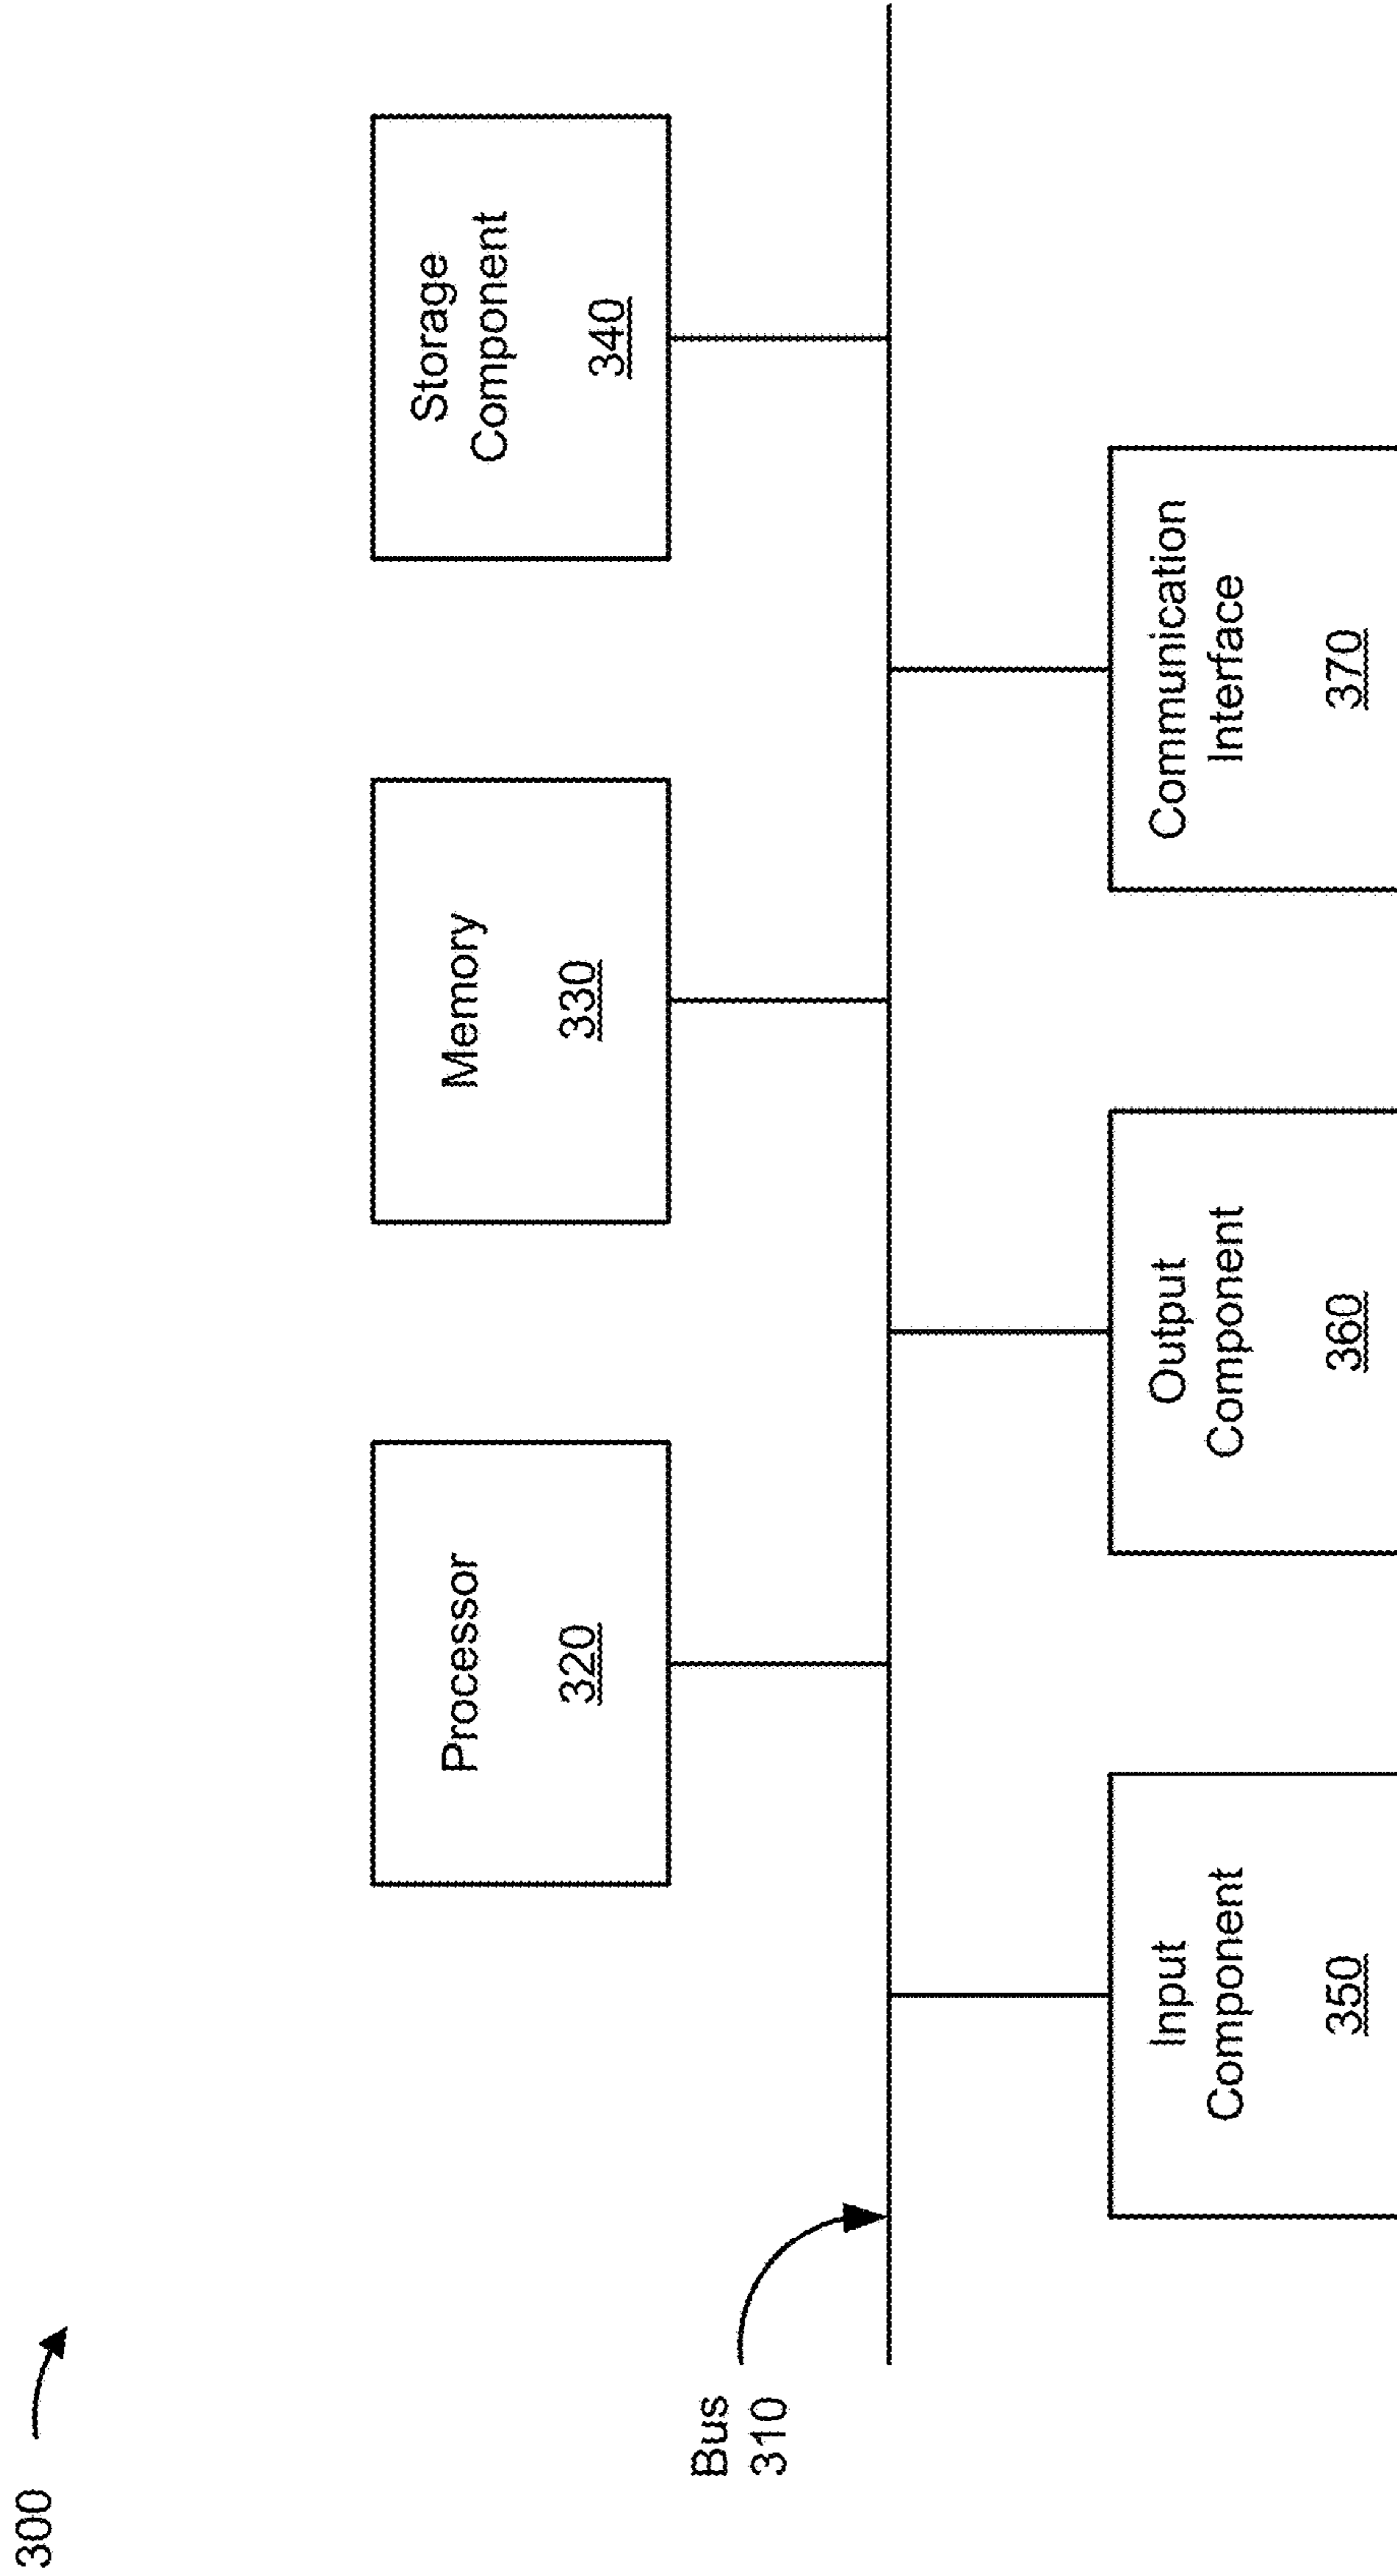 300
Processor
320
Memory
330
Storage
Component
340
Bus
310
Input
Component
350
Output
Component
360
Communication
Interface
370